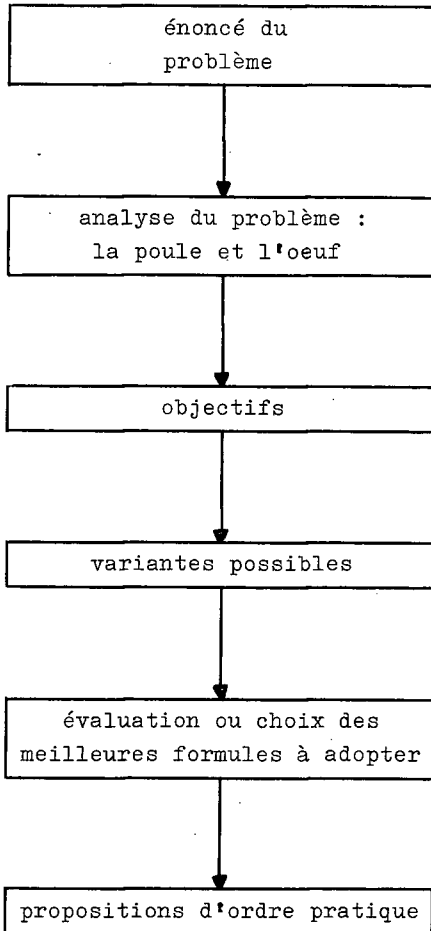 énoncé du
problème
analyse du problème :
la poule et l'oeuf
objectifs
variantes possibles
évaluation ou choix des
meilleures formules à adopter
propositions d'ordre pratique